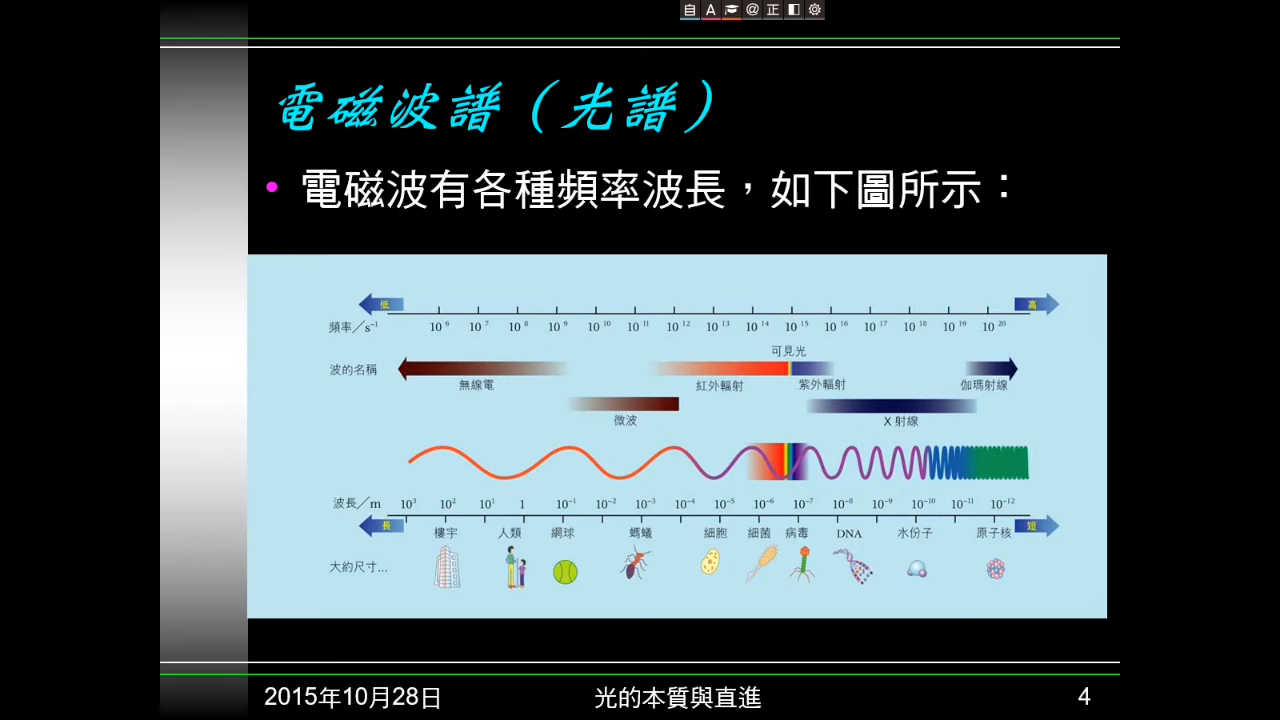 自 A @ 正
電磁波譜（光譜）
• 電磁波有各種頻率波長，如下圖所示：
低 高
頻率／s⁻¹ 10⁶ 10⁷ 10⁸ 10⁹ 10¹⁰ 10¹¹ 10¹² 10¹³ 10¹⁴ 10¹⁵ 10¹⁶ 10¹⁷ 10¹⁸ 10¹⁹ 10²⁰
可見光
波的名稱
無線電 紅外輻射 紫外輻射 伽瑪射線
微波 X 射線
波長／m 10³ 10² 10¹ 1 10⁻¹ 10⁻² 10⁻³ 10⁻⁴ 10⁻⁵ 10⁻⁶ 10⁻⁷ 10⁻⁸ 10⁻⁹ 10⁻¹⁰ 10⁻¹¹ 10⁻¹²
長 短
樓宇 人類 網球 螞蟻 細胞 細菌 病毒 DNA 水份子 原子核
大約尺寸...
2015年10月28日 光的本質與直進 4